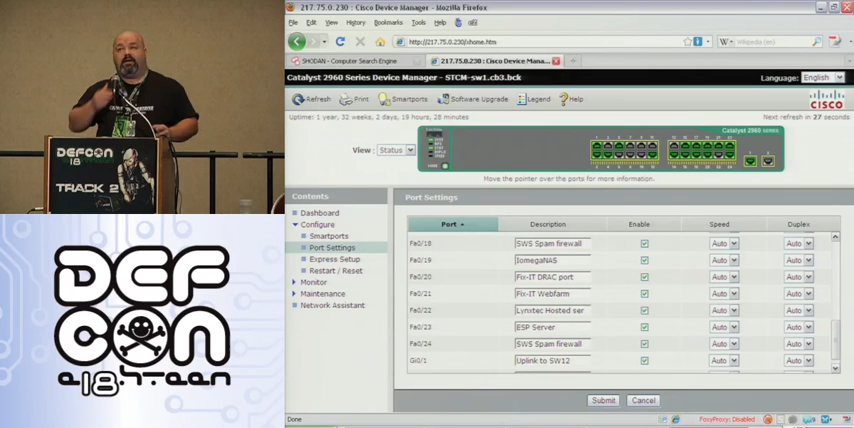 DEFCON
18
TRACK 2
DEF
CON
217.75.0.230 : Cisco Device Manager - Mozilla Firefox
File Edit View History Bookmarks Tools Help
http://217.75.0.230/xhome.htm
Wikipedia (en)
SHODAN - Computer Search Engine
217.75.0.230 : Cisco Device Mana...
Catalyst 2960 Series Device Manager - STCM-sw1.cb3.bck
Language: English
Refresh Print Smartports Software Upgrade Legend Help
CISCO
Uptime: 1 year, 32 weeks, 2 days, 19 hours, 28 minutes
Next refresh in 27 seconds
View: Status
Catalyst 2960 SERIES
Move the pointer over the ports for more information.
Contents
Dashboard
Configure
Smartports
Port Settings
Express Setup
Restart / Reset
Monitor
Maintenance
Network Assistant
Port Settings
Port Description Enable Speed Duplex
Fa0/18 SWS Spam firewall Auto Auto
Fa0/19 IomegaNAS Auto Auto
Fa0/20 Fix-IT DRAC port Auto Auto
Fa0/21 Fix-IT Webfarm Auto Auto
Fa0/22 Lynxtec Hosted ser Auto Auto
Fa0/23 ESP Server Auto Auto
Fa0/24 SWS Spam firewall Auto Auto
Gi0/1 Uplink to SW12 Auto Auto
Submit Cancel
Done
FoxyProxy: Disabled